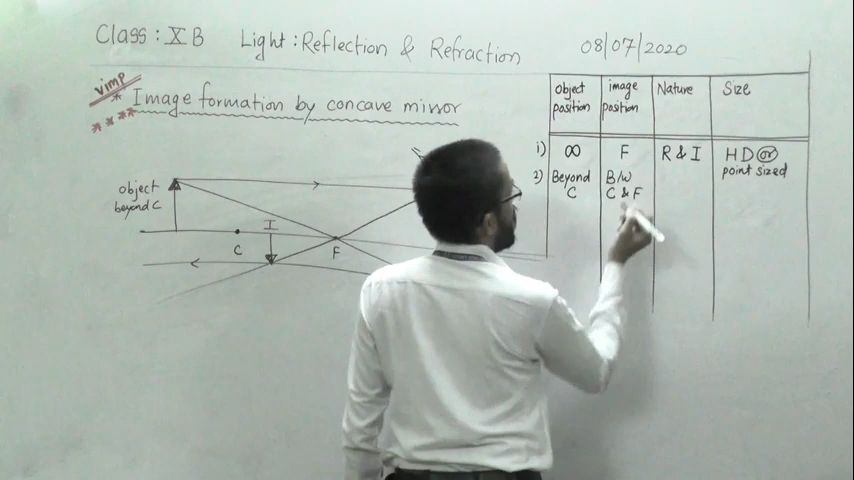 Class : X B Light : Reflection & Refraction 08/07/2020
VIMP
* Image formation by concave mirror
****
object position | image position | Nature | Size
1) ∞ | F | R & I | H D or point sized
2) Beyond C | B/W C & F
object
beyond C
C
I
F